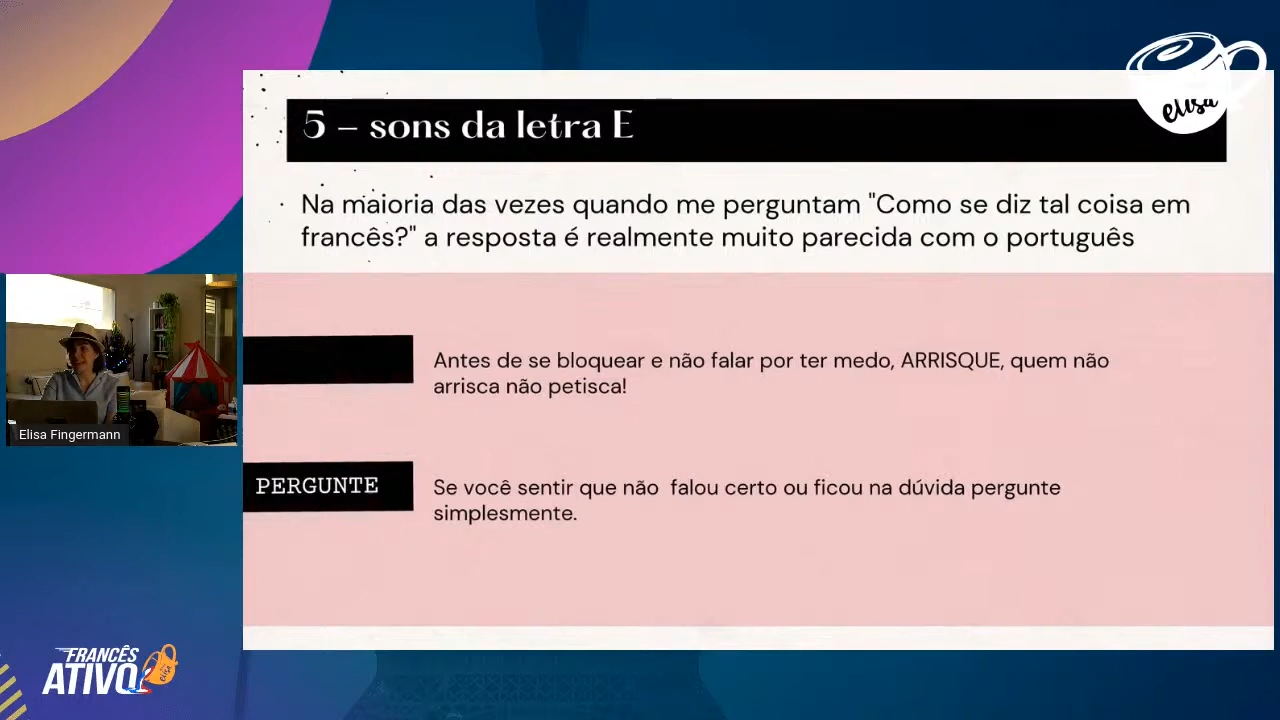 elisa
5 – sons da letra E
Na maioria das vezes quando me perguntam "Como se diz tal coisa em
francês?" a resposta é realmente muito parecida com o português
Antes de se bloquear e não falar por ter medo, ARRISQUE, quem não
arrisca não petisca!
PERGUNTE
Se você sentir que não  falou certo ou ficou na dúvida pergunte
simplesmente.
Elisa Fingermann
FRANCÊS
ATIVO
elisa